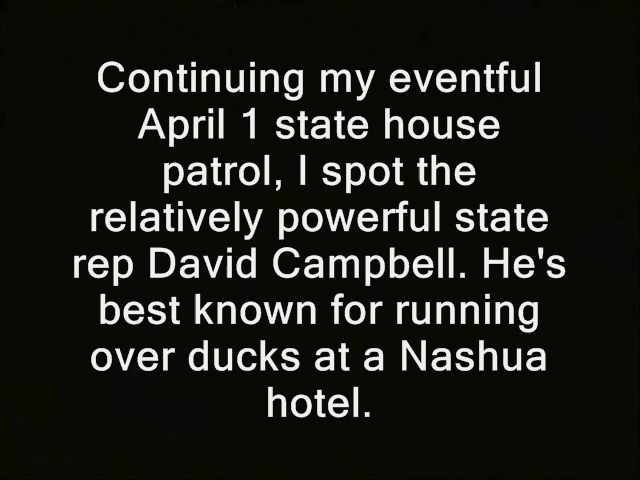 Continuing my eventful
April 1 state house
patrol, I spot the
relatively powerful state
rep David Campbell. He's
best known for running
over ducks at a Nashua
hotel.